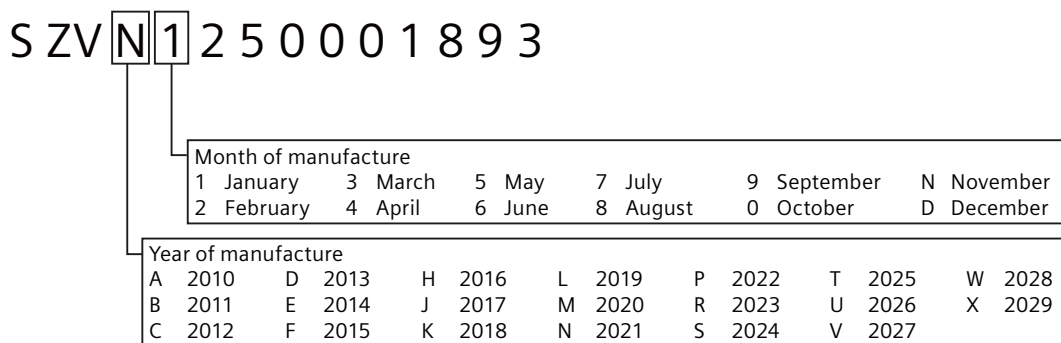 S ZV N 1 2 5 0 0 0 1 8 9 3
Month of manufacture
1 January 3 March 5 May 7 July 9 September N November
2 February 4 April 6 June 8 August 0 October D December
Year of manufacture
A 2010 D 2013 H 2016 L 2019 P 2022 T 2025 W 2028
B 2011 E 2014 J 2017 M 2020 R 2023 U 2026 X 2029
C 2012 F 2015 K 2018 N 2021 S 2024 V 2027